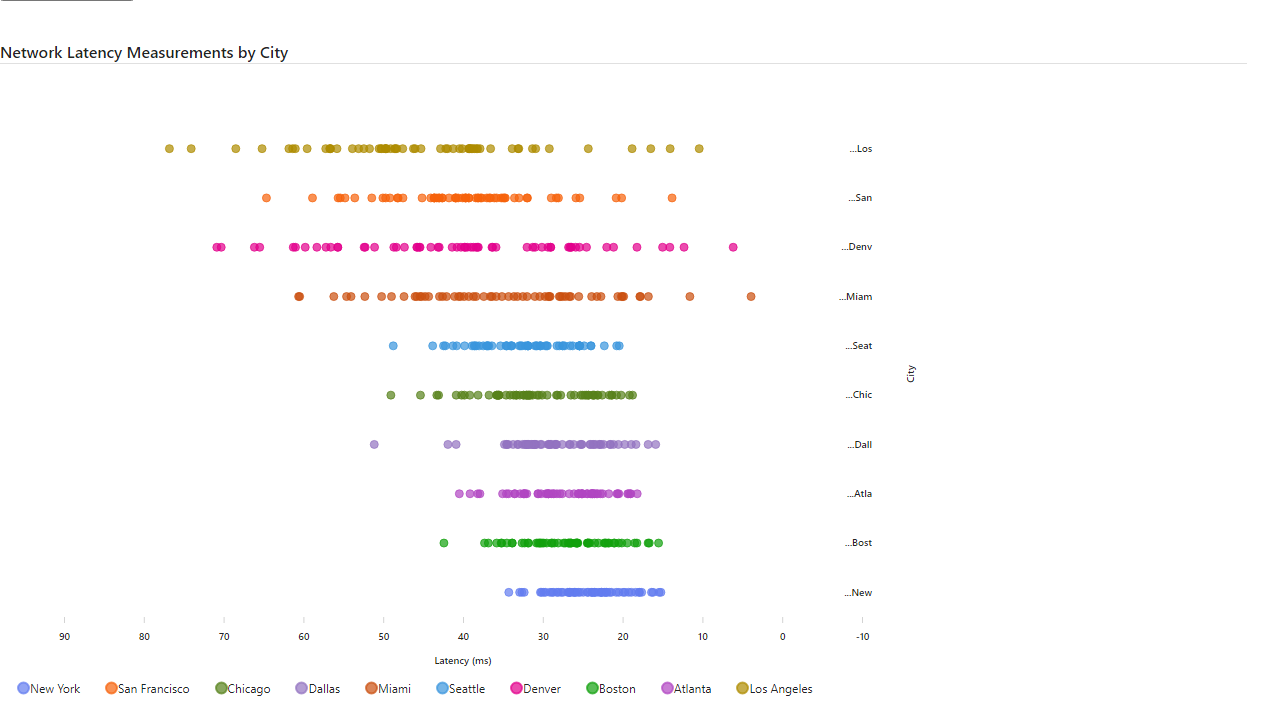 Network Latency Measurements by City
...Los
...San
...Denv
...Miam
...Seat
...Chic
...Dall
...Atla
...Bost
...New
City
90 80 70 60 50 40 30 20 10 0 -10
Latency (ms)
New York San Francisco Chicago Dallas Miami Seattle Denver Boston Atlanta Los Angeles